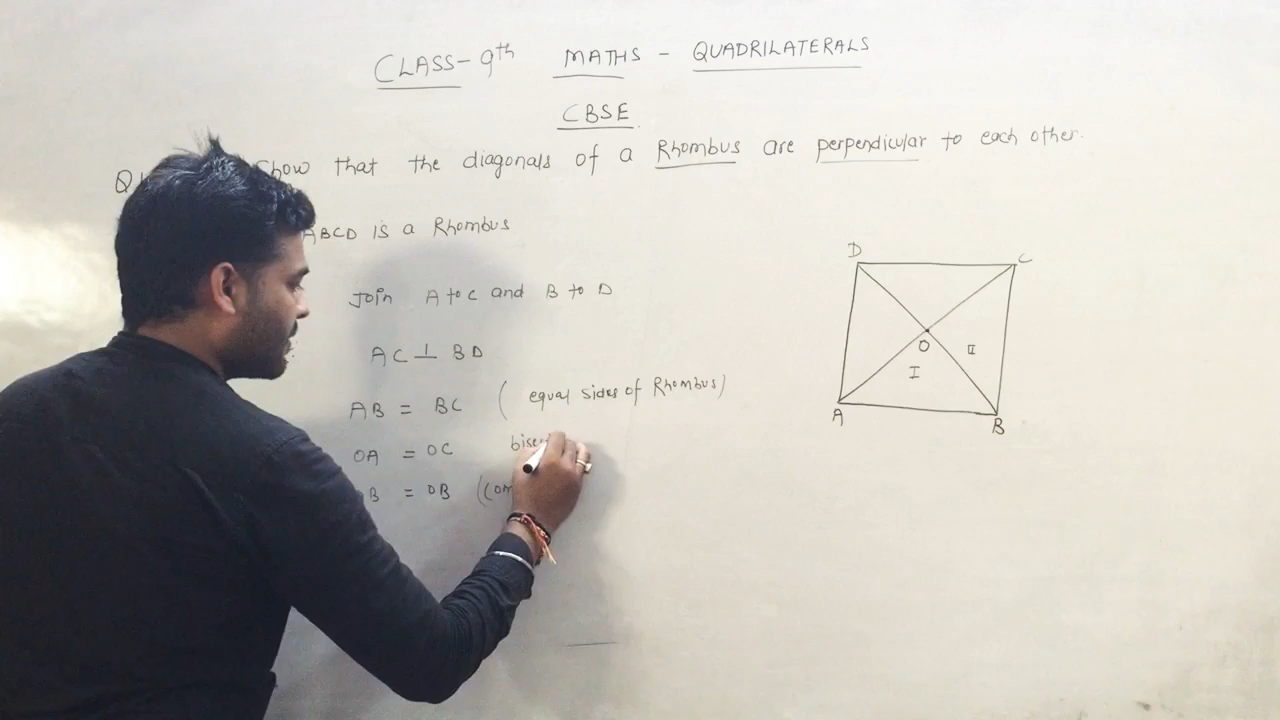 CLASS-9th MATHS - QUADRILATERALS
CBSE
Show that the diagonals of a Rhombus are perpendicular to each other.
ABCD is a Rhombus
Join A to C and B to D
AC ⊥ BD
AB = BC (equal sides of Rhombus)
OA = OC
B = OB
D C
O II
I
A B